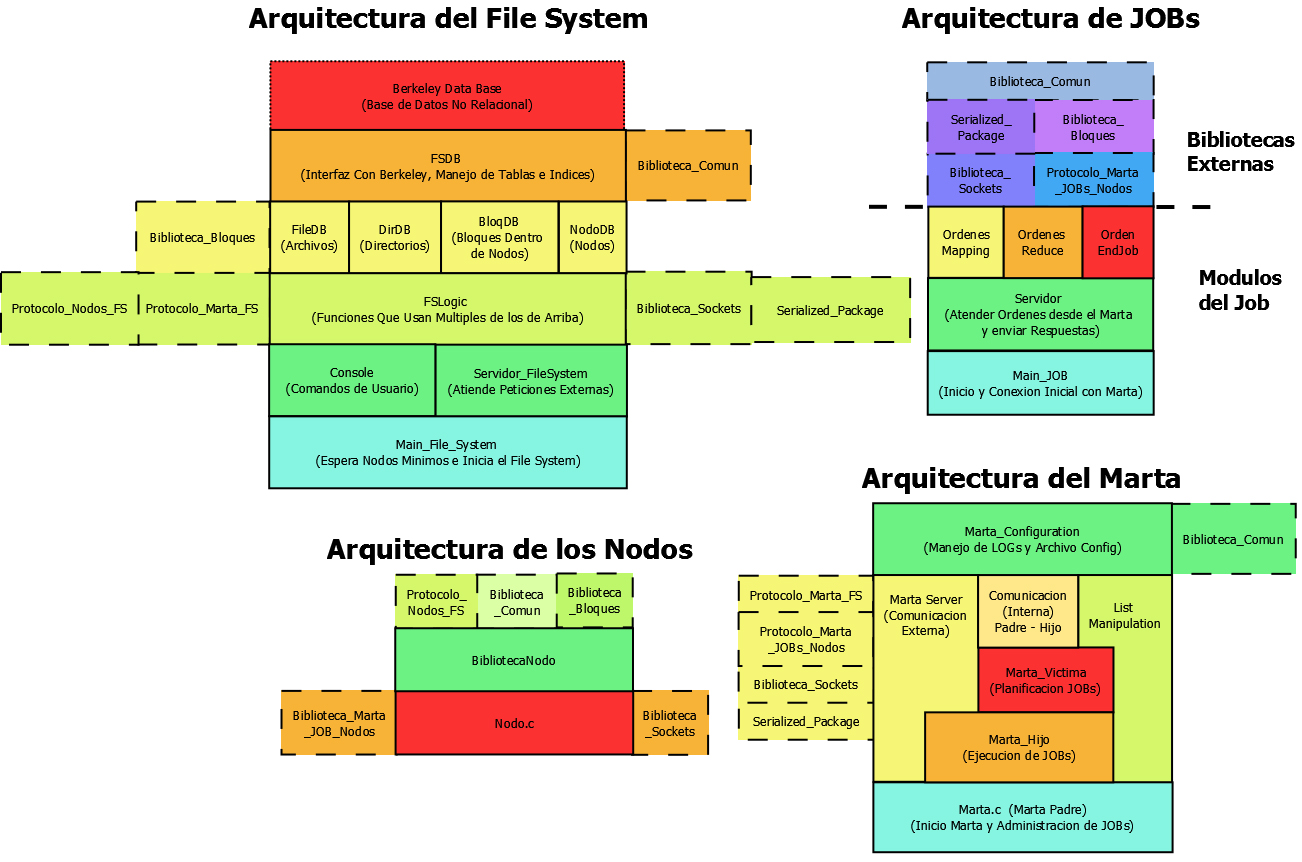 Arquitectura del File System
Berkeley Data Base
(Base de Datos No Relacional)
FSDB
(Interfaz Con Berkeley, Manejo de Tablas e Indices)
Biblioteca_Comun
Biblioteca_Bloques
FileDB
(Archivos)
DirDB
(Directorios)
BloqDB
(Bloques Dentro
de Nodos)
NodoDB
(Nodos)
Protocolo_Nodos_FS
Protocolo_Marta_FS
FSLogic
(Funciones Que Usan Multiples de los de Arriba)
Biblioteca_Sockets
Serialized_Package
Console
(Comandos de Usuario)
Servidor_FileSystem
(Atiende Peticiones Externas)
Main_File_System
(Espera Nodos Minimos e Inicia el File System)
Arquitectura de JOBs
Biblioteca_Comun
Serialized_
Package
Biblioteca_
Bloques
Biblioteca_
Sockets
Protocolo_Marta
_JOBs_Nodos
Bibliotecas
Externas
Ordenes
Mapping
Ordenes
Reduce
Orden
EndJob
Servidor
(Atender Ordenes desde el Marta
y enviar Respuestas)
Main_JOB
(Inicio y Conexion Inicial con Marta)
Modulos
del Job
Arquitectura de los Nodos
Protocolo_
Nodos_FS
Biblioteca
_Comun
Biblioteca
_Bloques
BibliotecaNodo
Biblioteca_Marta
_JOB_Nodos
Nodo.c
Biblioteca
_Sockets
Arquitectura del Marta
Marta_Configuration
(Manejo de LOGs y Archivo Config)
Biblioteca_Comun
Protocolo_Marta_FS
Protocolo_Marta
_JOBs_Nodos
Biblioteca_Sockets
Serialized_Package
Marta Server
(Comunicacion
Externa)
Comunicacion
(Interna)
Padre - Hijo
List
Manipulation
Marta_Victima
(Planificacion JOBs)
Marta_Hijo
(Ejecucion de JOBs)
Marta.c (Marta Padre)
(Inicio Marta y Administracion de JOBs)